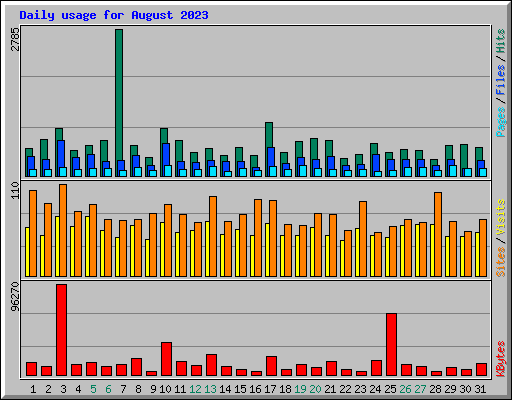 Daily usage for August 2023
2785
Pages / Files / Hits
110
Sites / Visits
96270
KBytes
1 2 3 4 5 6 7 8 9 10 11 12 13 14 15 16 17 18 19 20 21 22 23 24 25 26 27 28 29 30 31